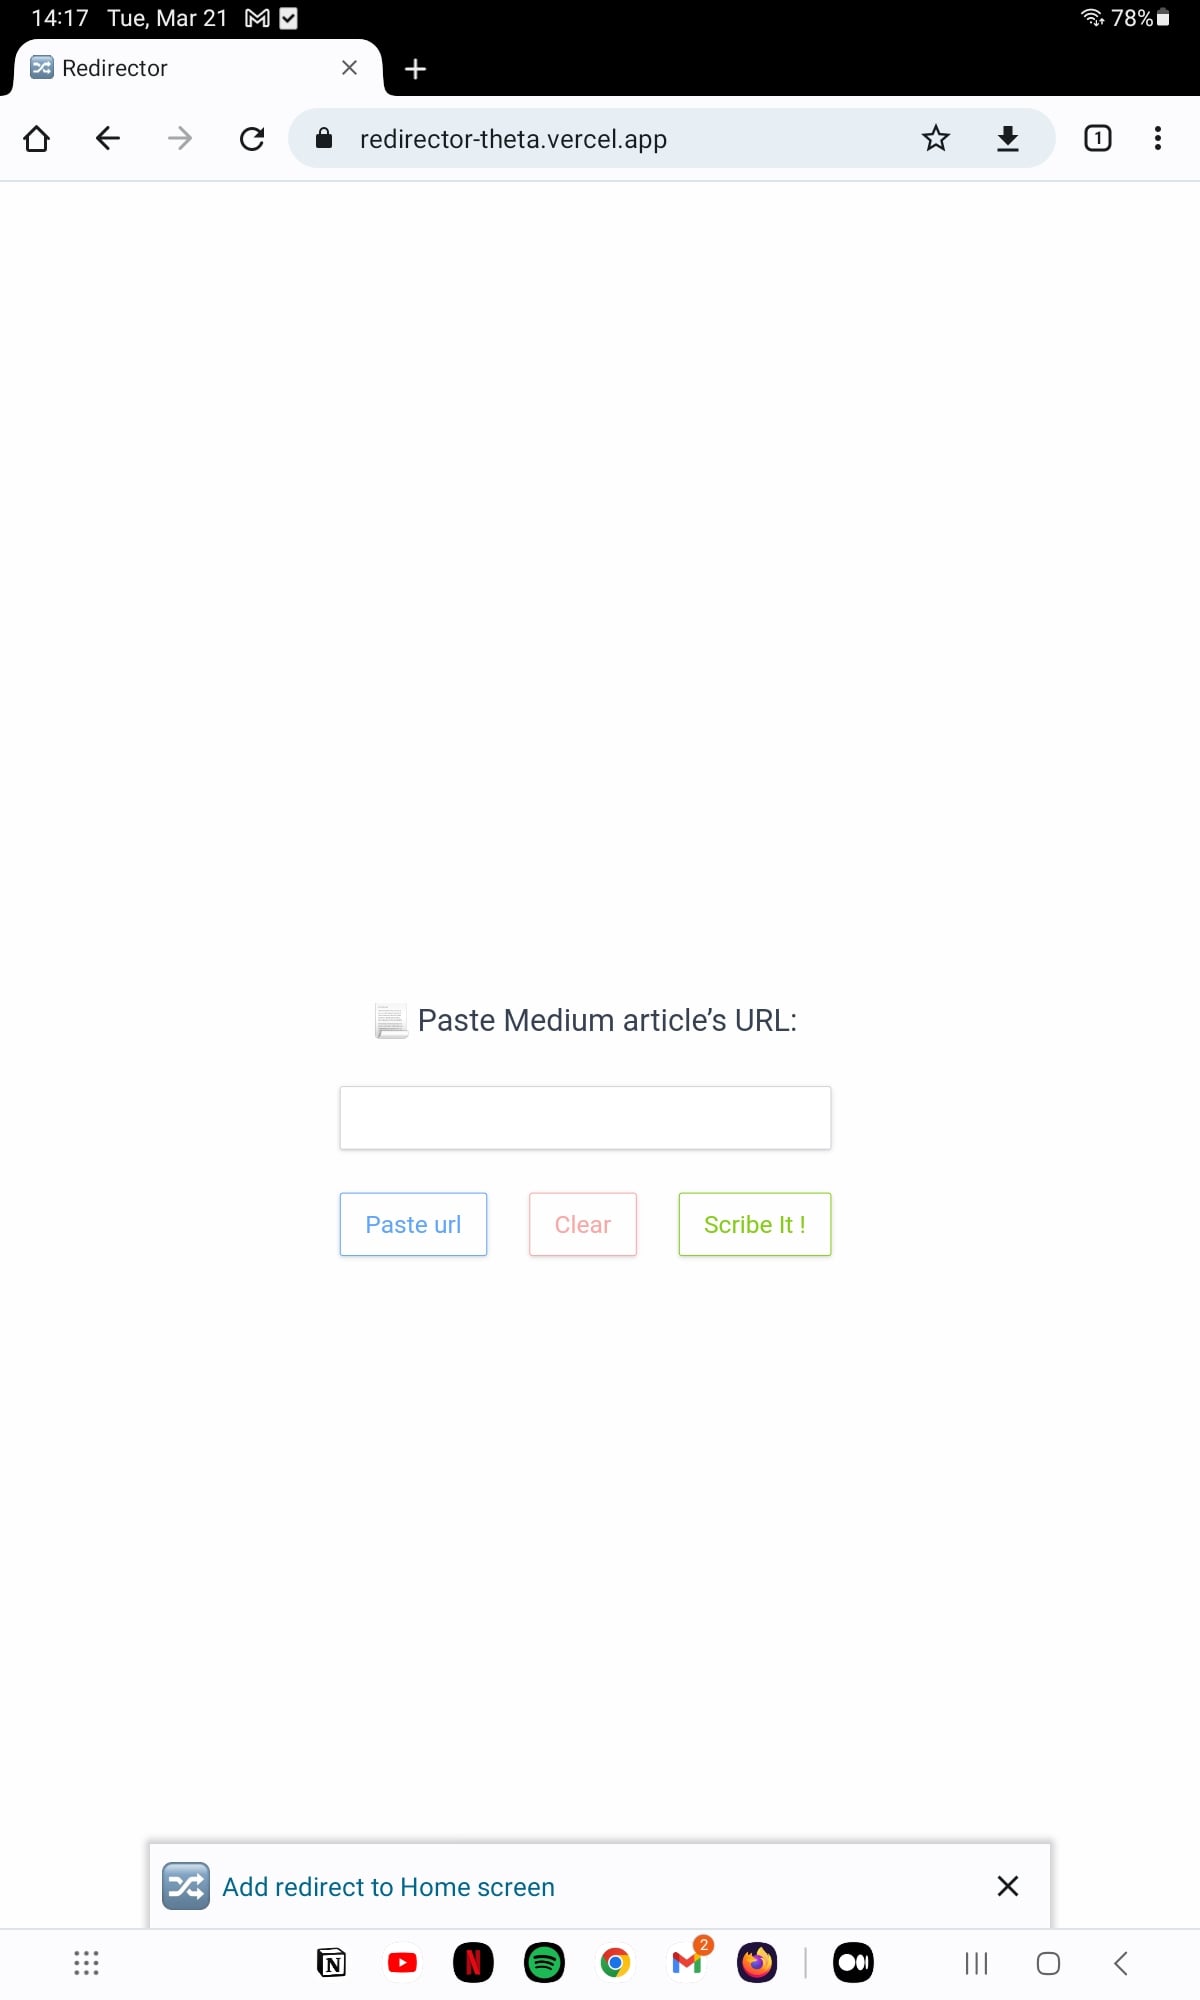 14:17 Tue, Mar 21 78%
Redirector
redirector-theta.vercel.app 1
Paste Medium article’s URL:
Paste url Clear Scribe It !
Add redirect to Home screen
2